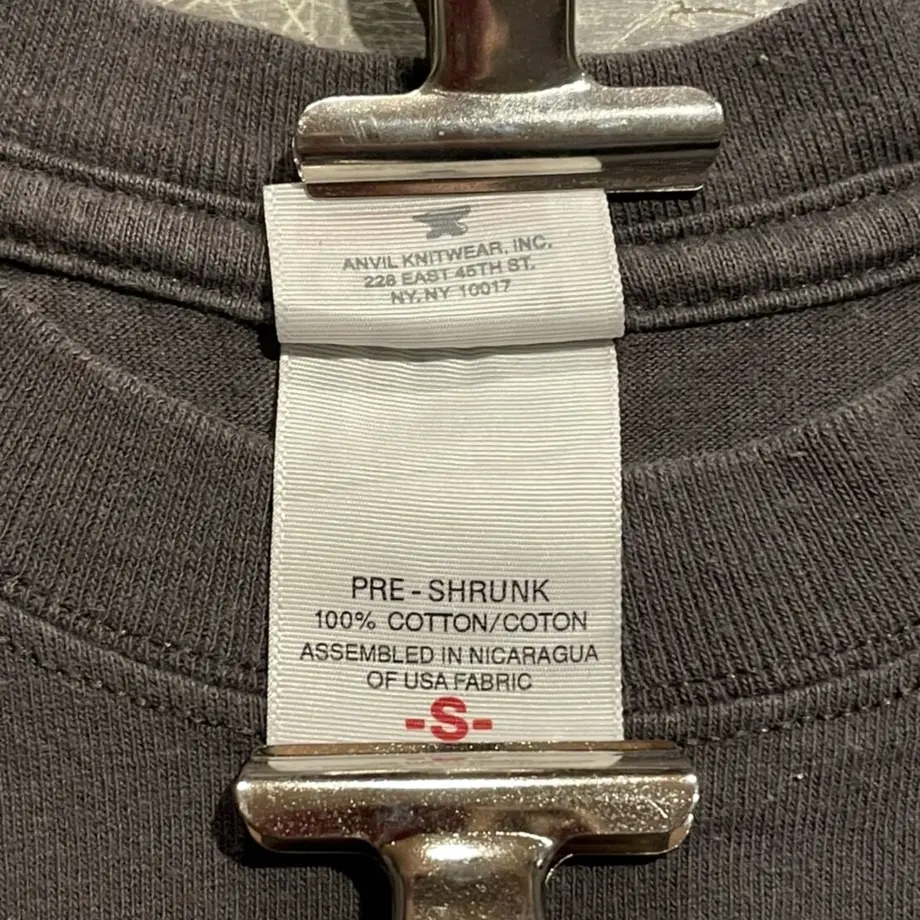 ANVIL KNITWEAR, INC.
228 EAST 45TH ST.
NY, NY 10017
PRE-SHRUNK
100% COTTON/COTON
ASSEMBLED IN NICARAGUA
OF USA FABRIC
-S-